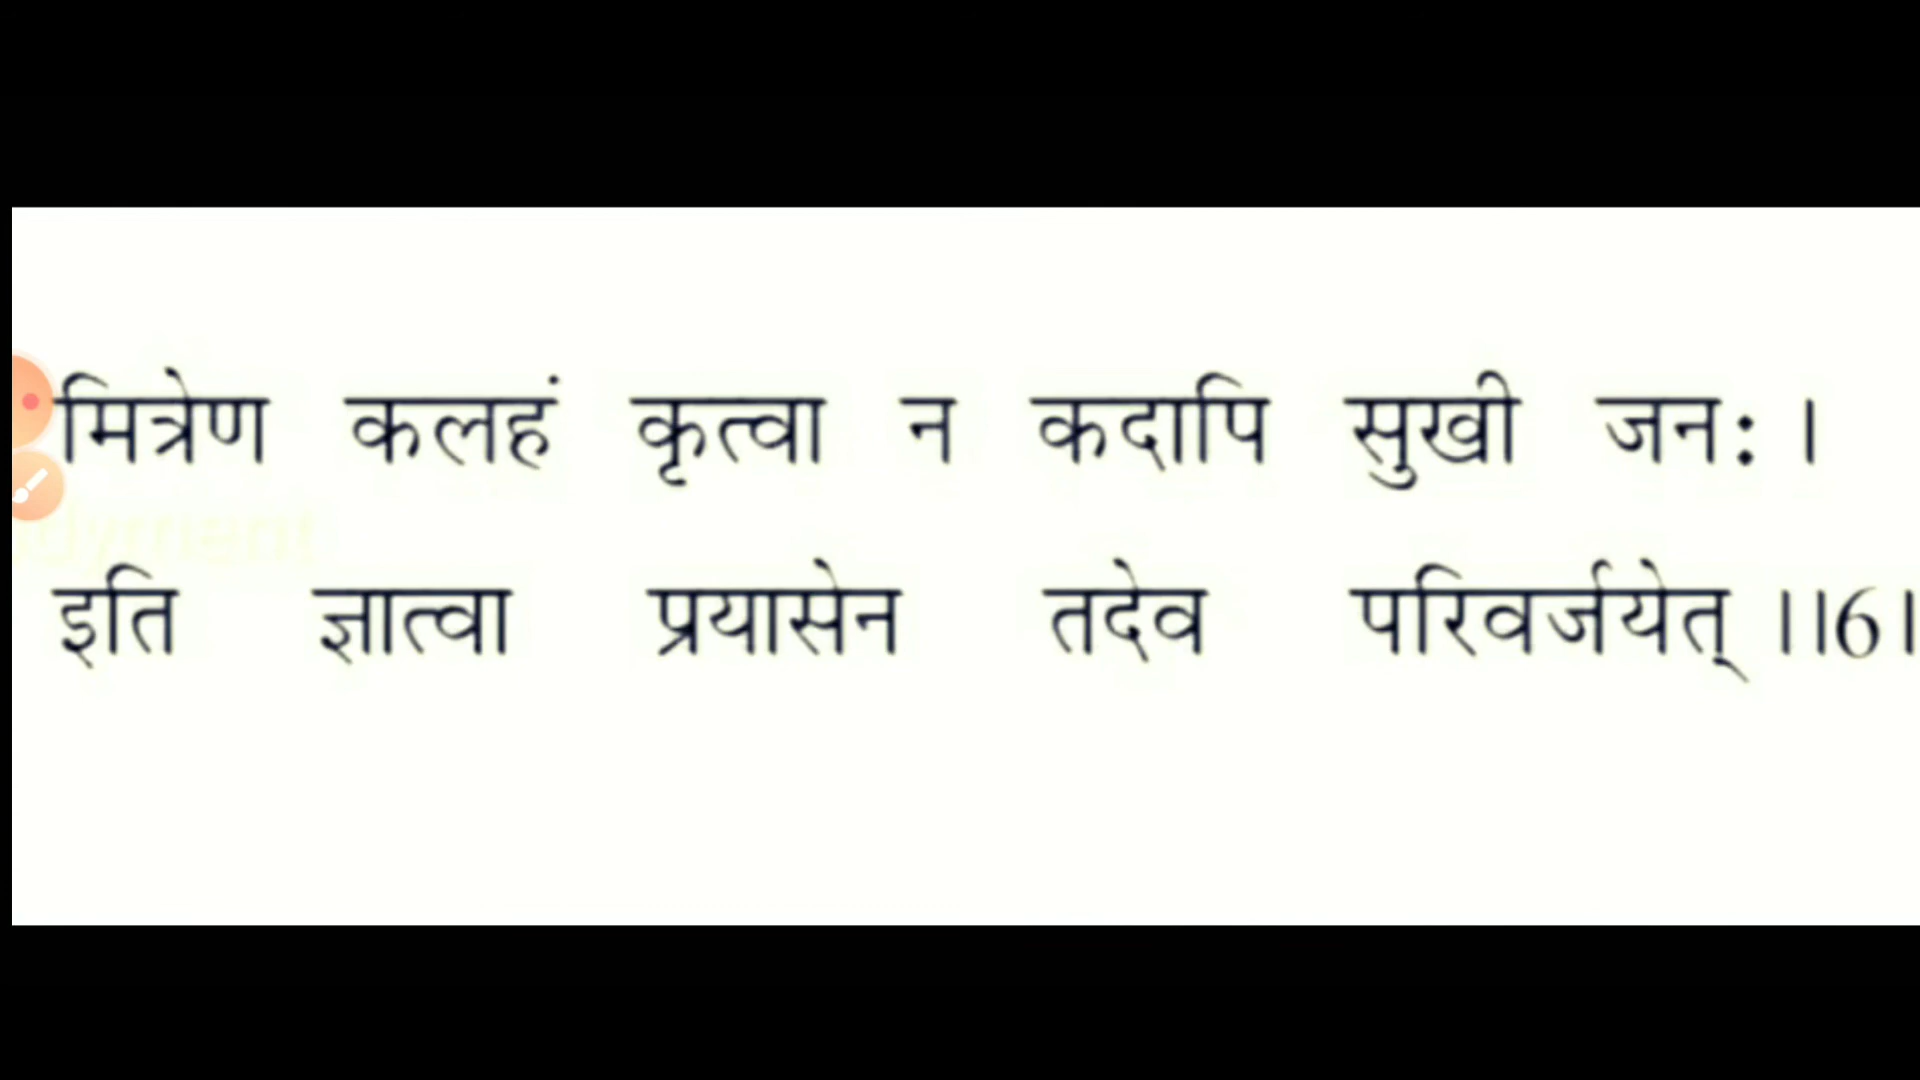 मित्रेण कलहं कृत्वा न कदापि सुखी जनः ।
इति ज्ञात्वा प्रयासेन तदेव परिवर्जयेत् ।।6।